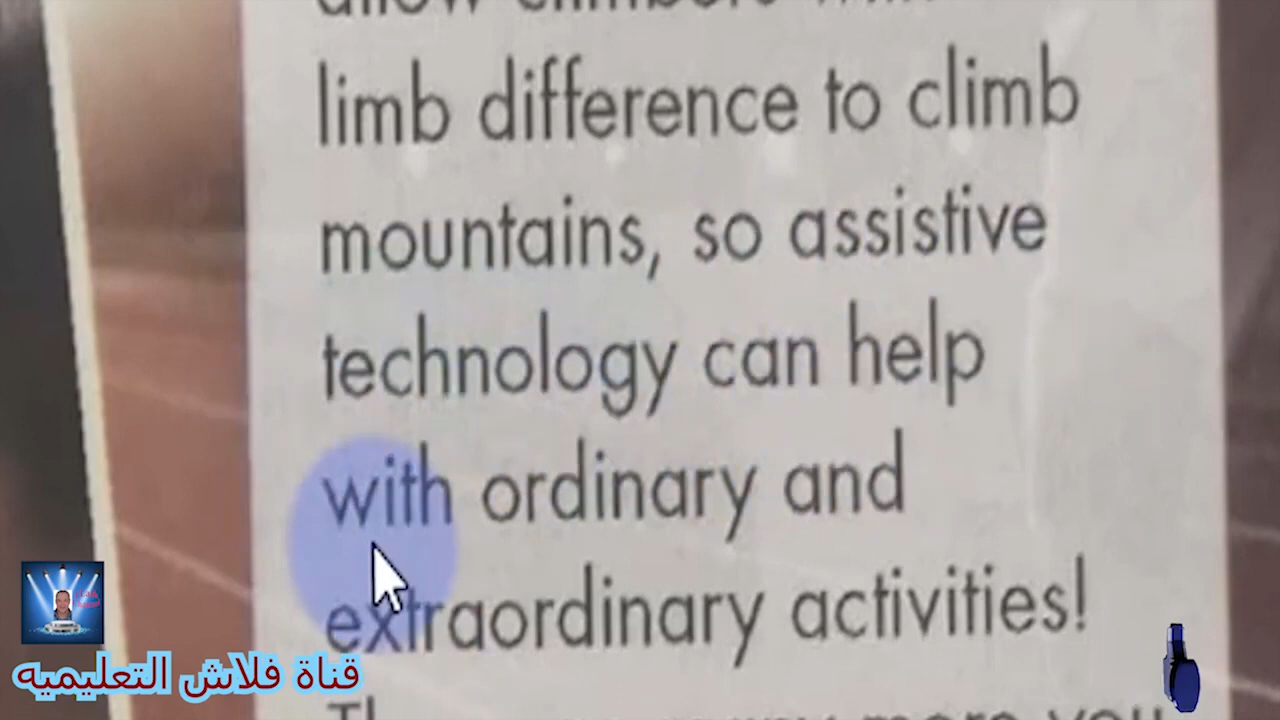 limb difference to climb
mountains, so assistive
technology can help
with ordinary and
extraordinary activities!
قناة فلاش التعليميه